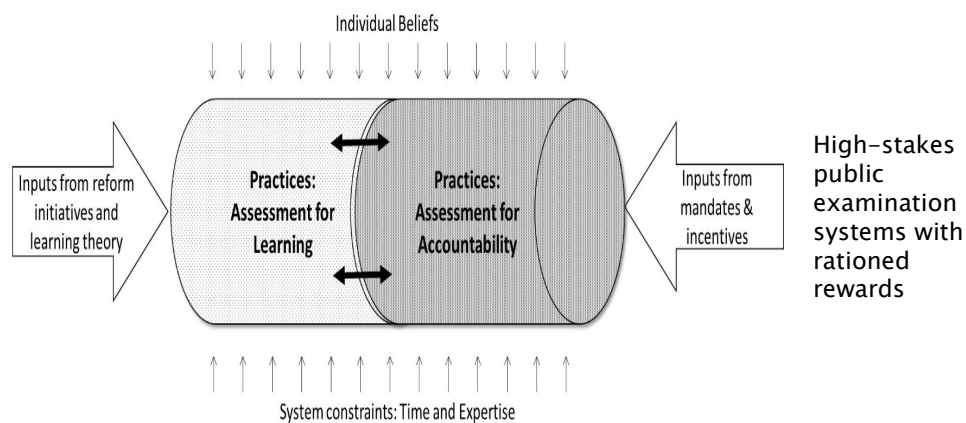 Individual Beliefs
Inputs from reform
initiatives and
learning theory
Practices:
Assessment for
Learning
Practices:
Assessment for
Accountability
Inputs from
mandates &
incentives
High-stakes
public
examination
systems with
rationed
rewards
System constraints: Time and Expertise